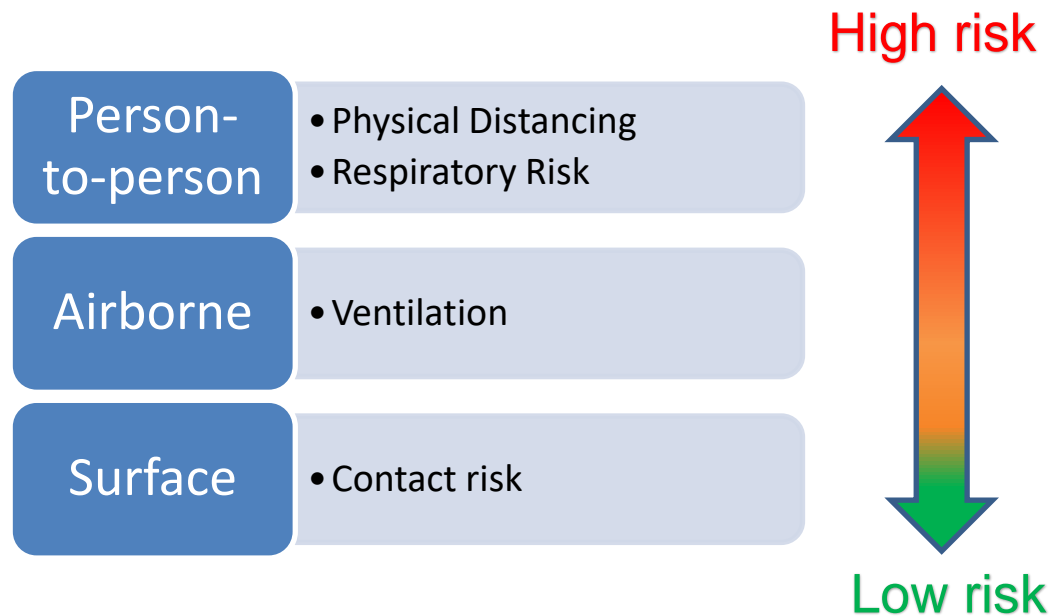 High risk
Person-
to-person
• Physical Distancing
• Respiratory Risk
Airborne
• Ventilation
Surface
• Contact risk
Low risk